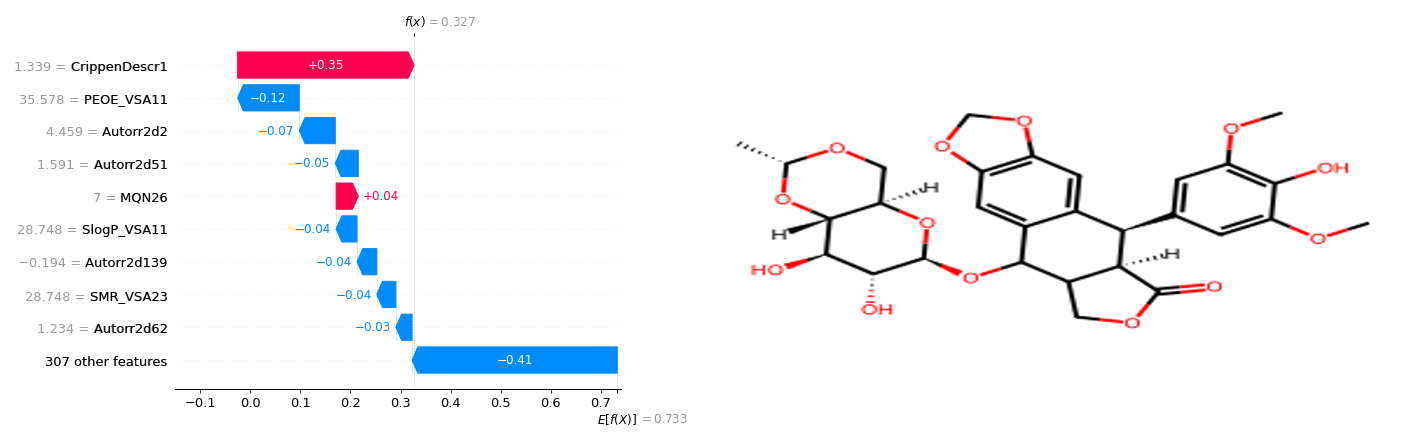 f(x) = 0.327
1.339 = CrippenDescr1
+0.35
35.578 = PEOE_VSA11
−0.12
4.459 = Autorr2d2
−0.07
1.591 = Autorr2d51
−0.05
7 = MQN26
+0.04
28.748 = SlogP_VSA11
−0.04
−0.194 = Autorr2d139
−0.04
28.748 = SMR_VSA23
−0.04
1.234 = Autorr2d62
−0.03
307 other features
−0.41
−0.1 0.0 0.1 0.2 0.3 0.4 0.5 0.6 0.7
E[f(X)] = 0.733
O
O
O
OH
O
O
O
H
O
H
HO
O
OH
O
H
O
O